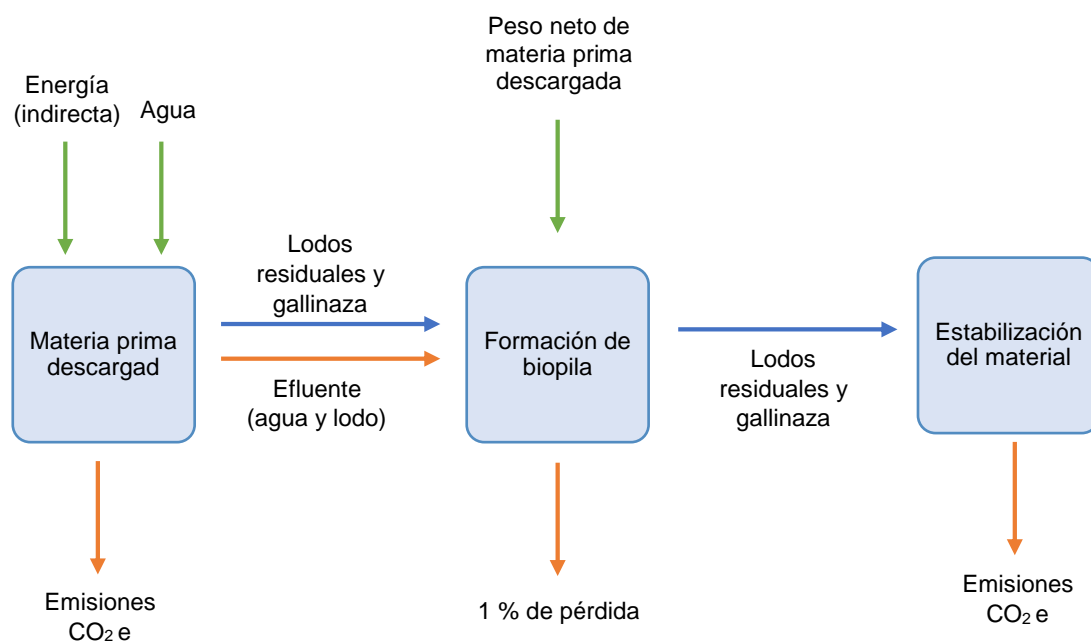 Peso neto de
materia prima
descargada
Energía
(indirecta)
Agua
Lodos
residuales y
gallinaza
Materia prima
descargad
Efluente
(agua y lodo)
Formación de
biopila
Lodos
residuales y
gallinaza
Estabilización
del material
Emisiones
CO₂ e
1 % de pérdida
Emisiones
CO₂ e